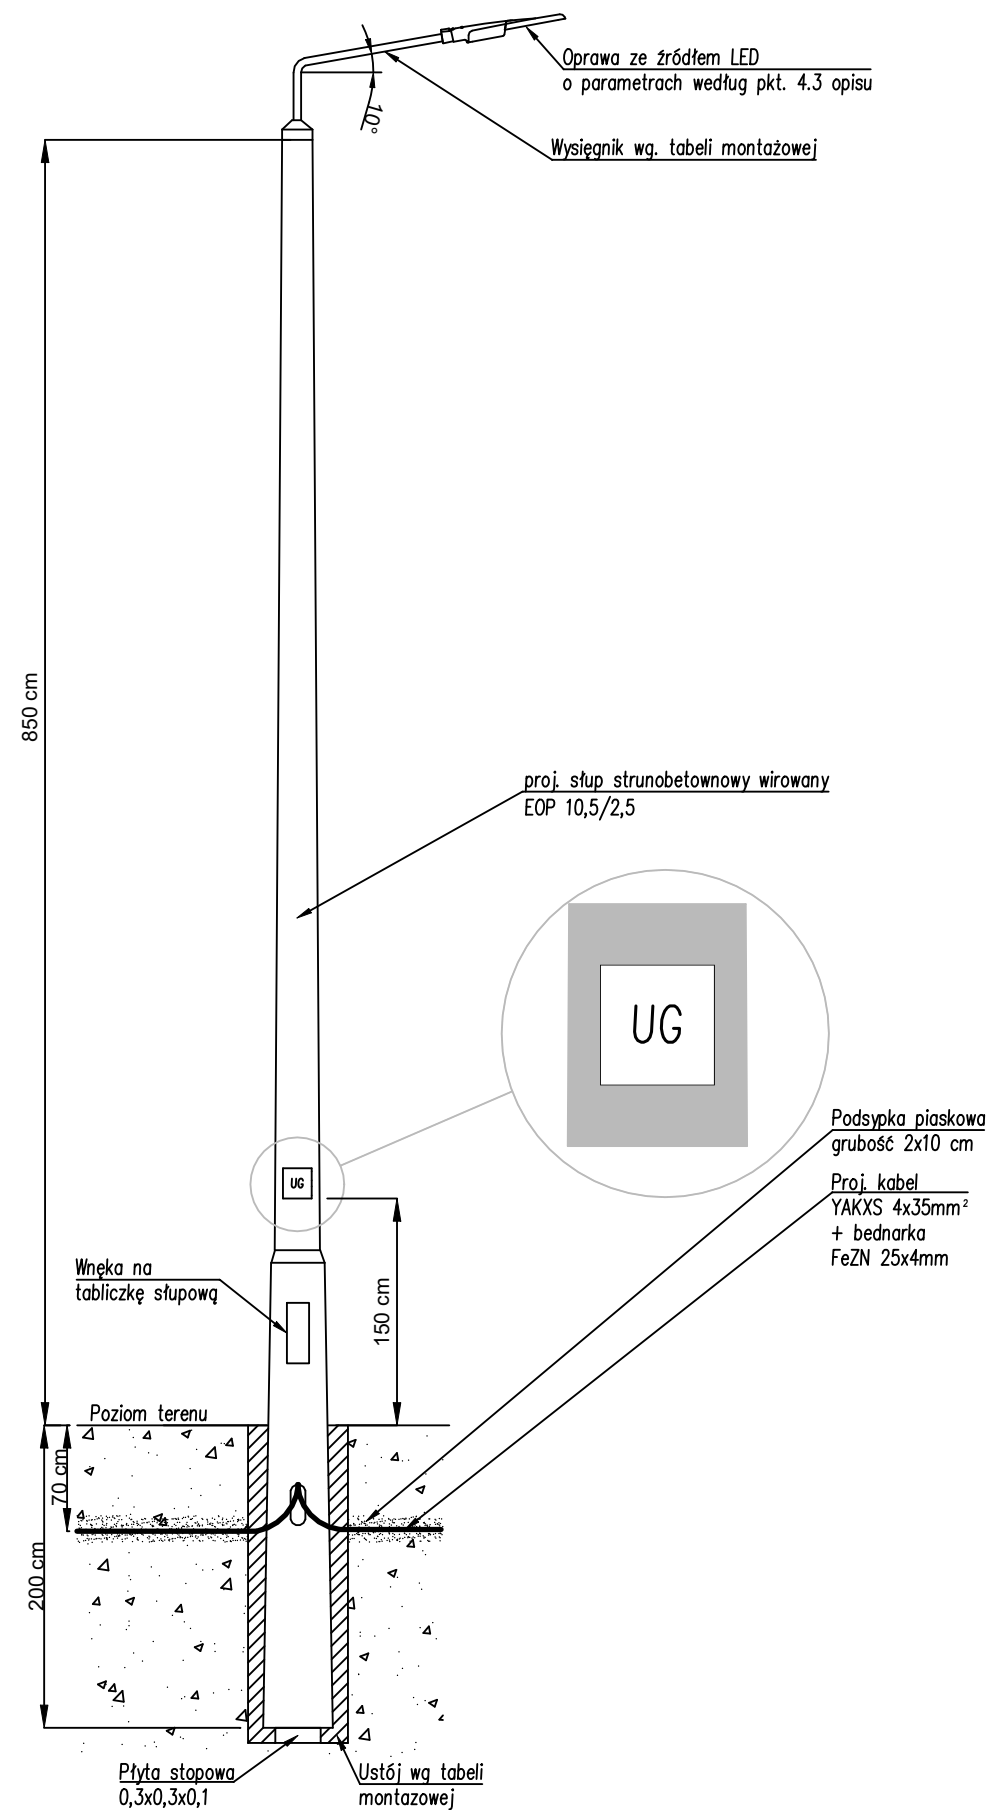 Oprawa ze źródłem LED
o parametrach według pkt. 4.3 opisu
10°
Wysięgnik wg. tabeli montażowej
850 cm
proj. słup strunobetownowy wirowany
EOP 10,5/2,5
UG
Podsypka piaskowa
grubość 2x10 cm
Proj. kabel
YAKXS 4x35mm²
+ bednarka
FeZN 25x4mm
UG
Wnęka na
tabliczkę słupową
150 cm
Poziom terenu
70 cm
200 cm
Płyta stopowa
0,3x0,3x0,1
Ustój wg tabeli
montazowej